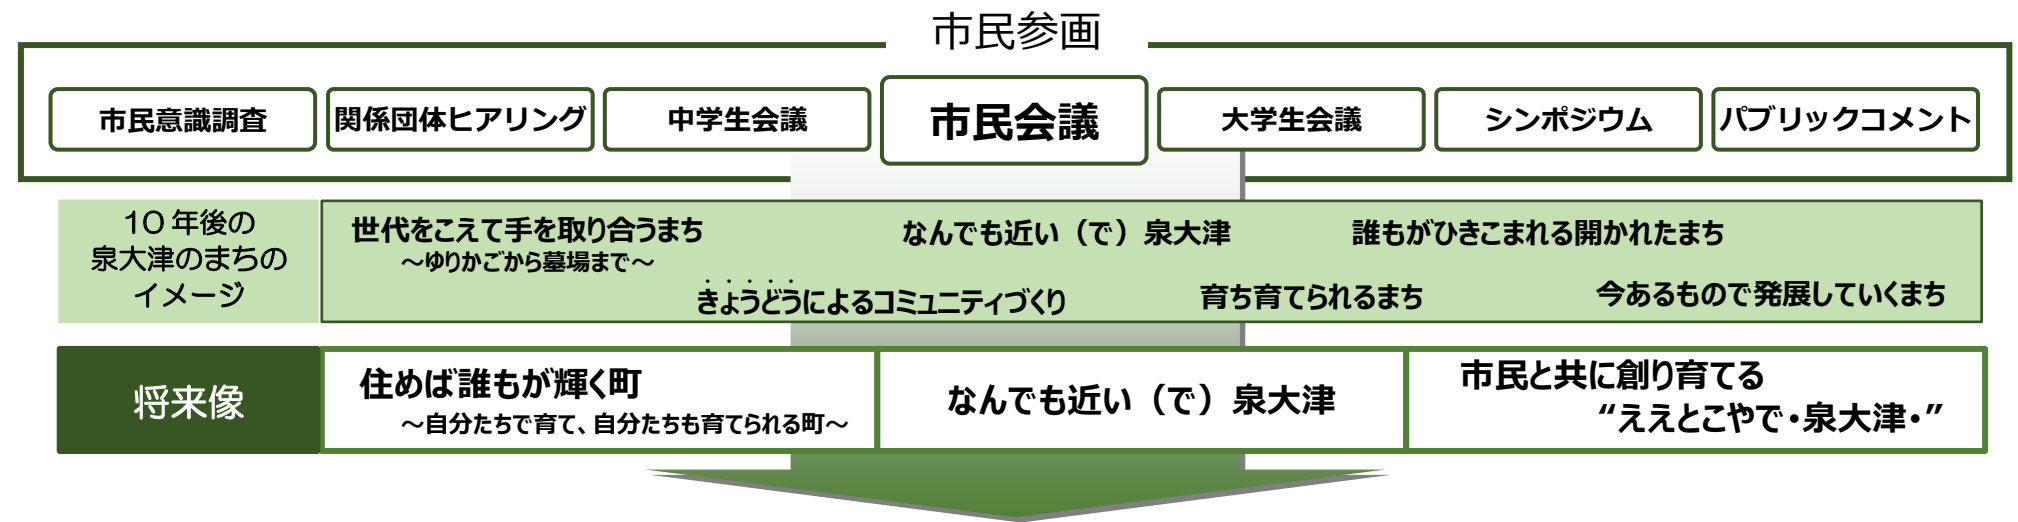 市民参画
市民意識調査
関係団体ヒアリング
中学生会議
市民会議
大学生会議
シンポジウム
パブリックコメント
10年後の
泉大津のまちの
イメージ
世代をこえて手を取り合うまち
～ゆりかごから墓場まで～
なんでも近い（で）泉大津
誰もがひきこまれる開かれたまち
きょうどうによるコミュニティづくり
育ち育てられるまち
今あるもので発展していくまち
将来像
住めば誰もが輝く町
～自分たちで育て、自分たちも育てられる町～
なんでも近い（で）泉大津
市民と共に創り育てる
“ええとこやで・泉大津・”